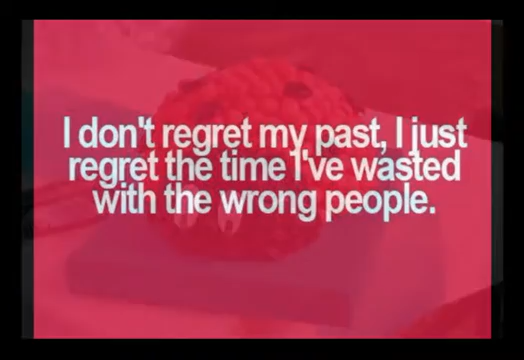 I don't regret my past, I just
regret the time I've wasted
with the wrong people.